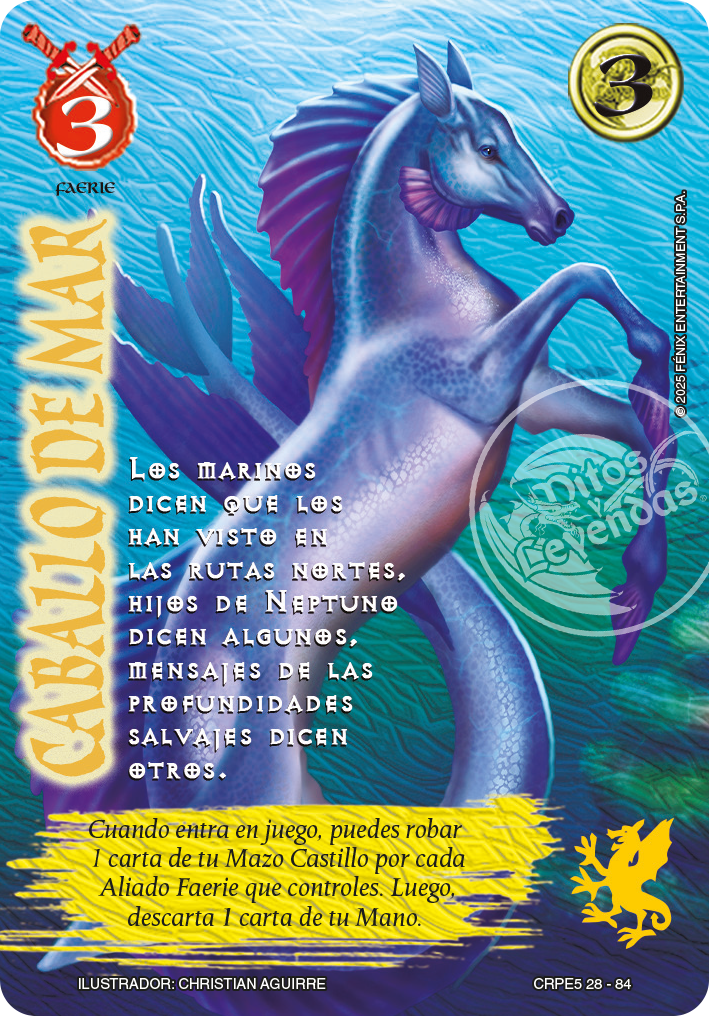 3
3
FAERIE
CABALLO DE MAR
© 2025 FÉNIX ENTERTAINMENT S.P.A.
Mitos
y
Leyendas
®
Los marinos
dicen que los
han visto en
las rutas nortes,
hijos de Neptuno
dicen algunos,
mensajes de las
profundidades
salvajes dicen
otros.
Cuando entra en juego, puedes robar
1 carta de tu Mazo Castillo por cada
Aliado Faerie que controles. Luego,
descarta 1 carta de tu Mano.
ILUSTRADOR: CHRISTIAN AGUIRRE
CRPE5 28 - 84